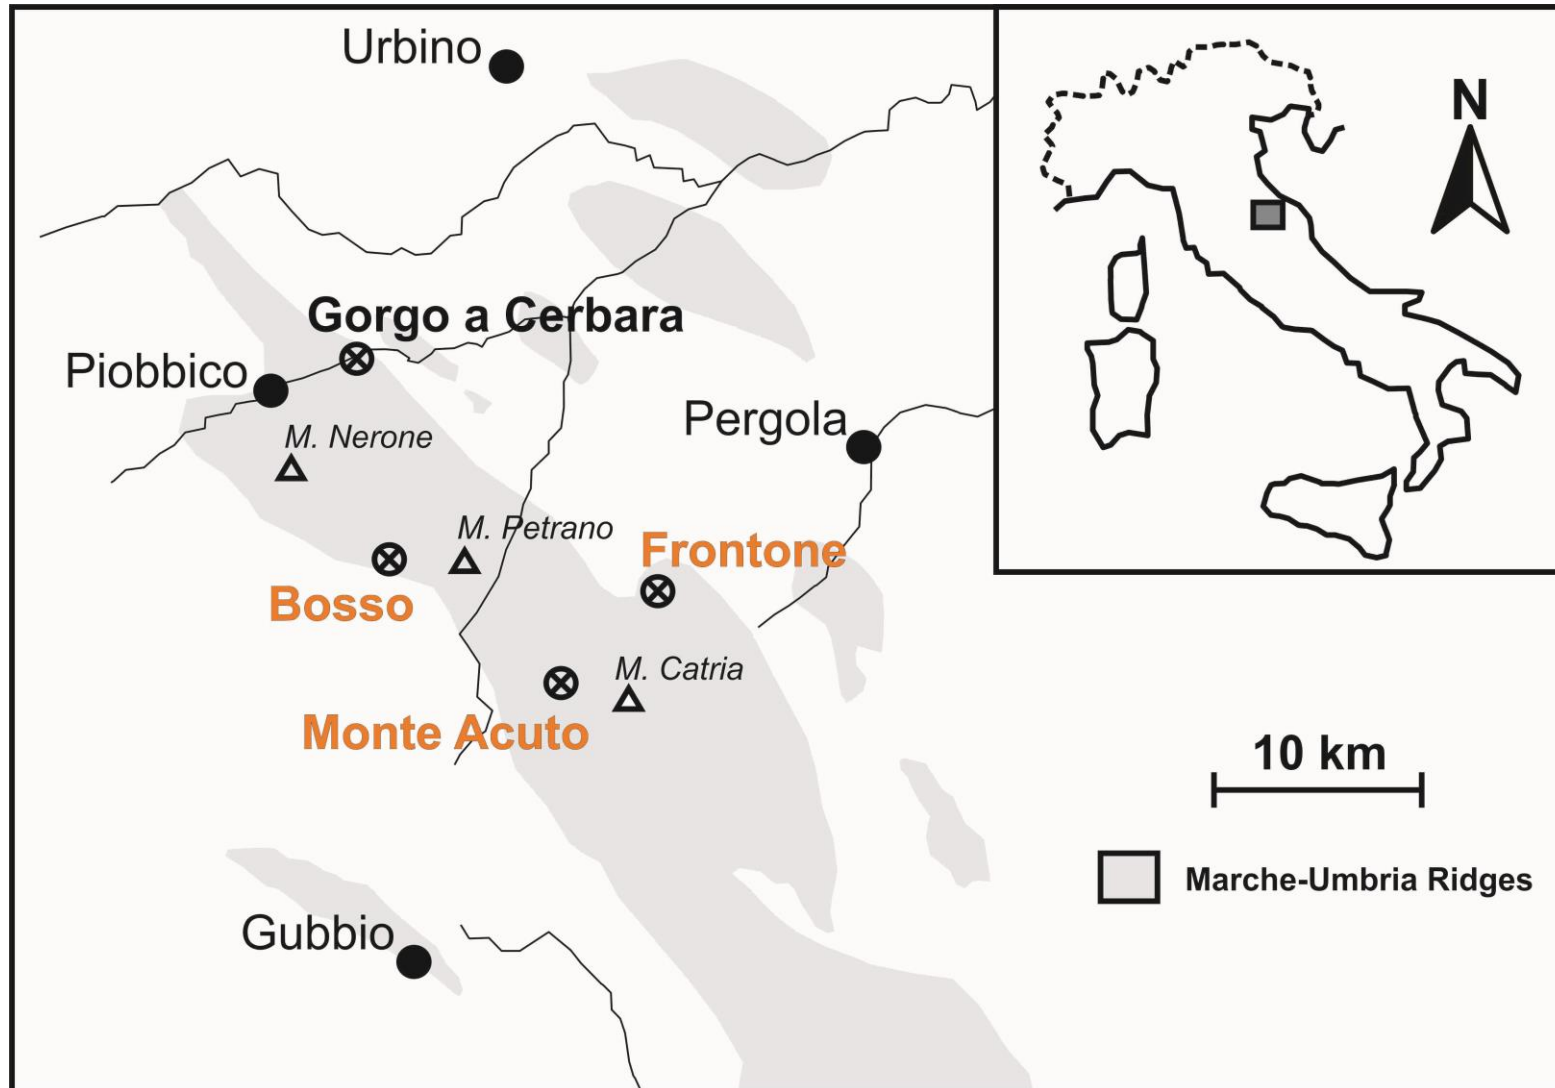 Urbino
N
Gorgo a Cerbara
Piobbico
Pergola
M. Nerone
M. Petrano
Frontone
Bosso
M. Catria
Monte Acuto
10 km
Marche-Umbria Ridges
Gubbio